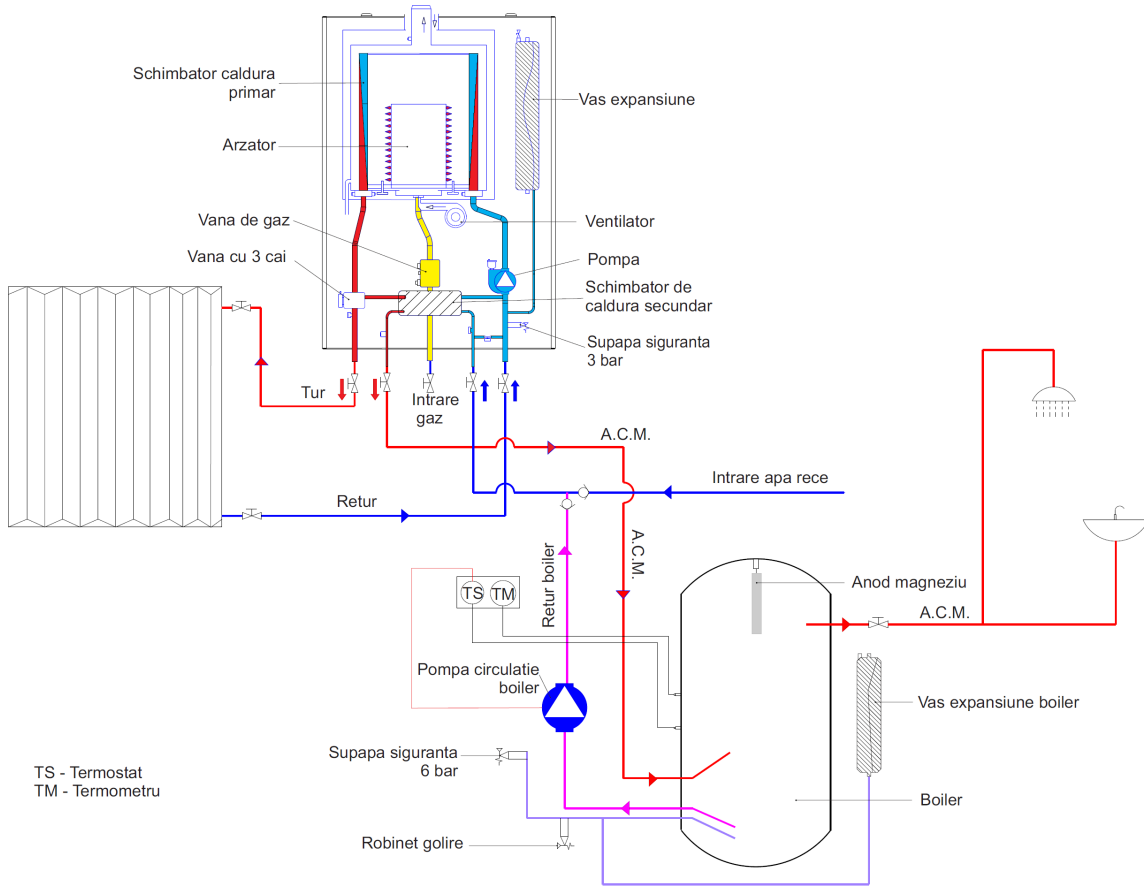 Schimbator caldura
primar
Vas expansiune
Arzator
Vana de gaz
Ventilator
Vana cu 3 cai
Pompa
Schimbator de
caldura secundar
Supapa siguranta
3 bar
Tur
Intrare
gaz
A.C.M.
Intrare apa rece
Retur
A.C.M.
Retur boiler
Anod magneziu
TS
TM
A.C.M.
Pompa circulatie
boiler
Vas expansiune boiler
Supapa siguranta
6 bar
TS - Termostat
TM - Termometru
Boiler
Robinet golire